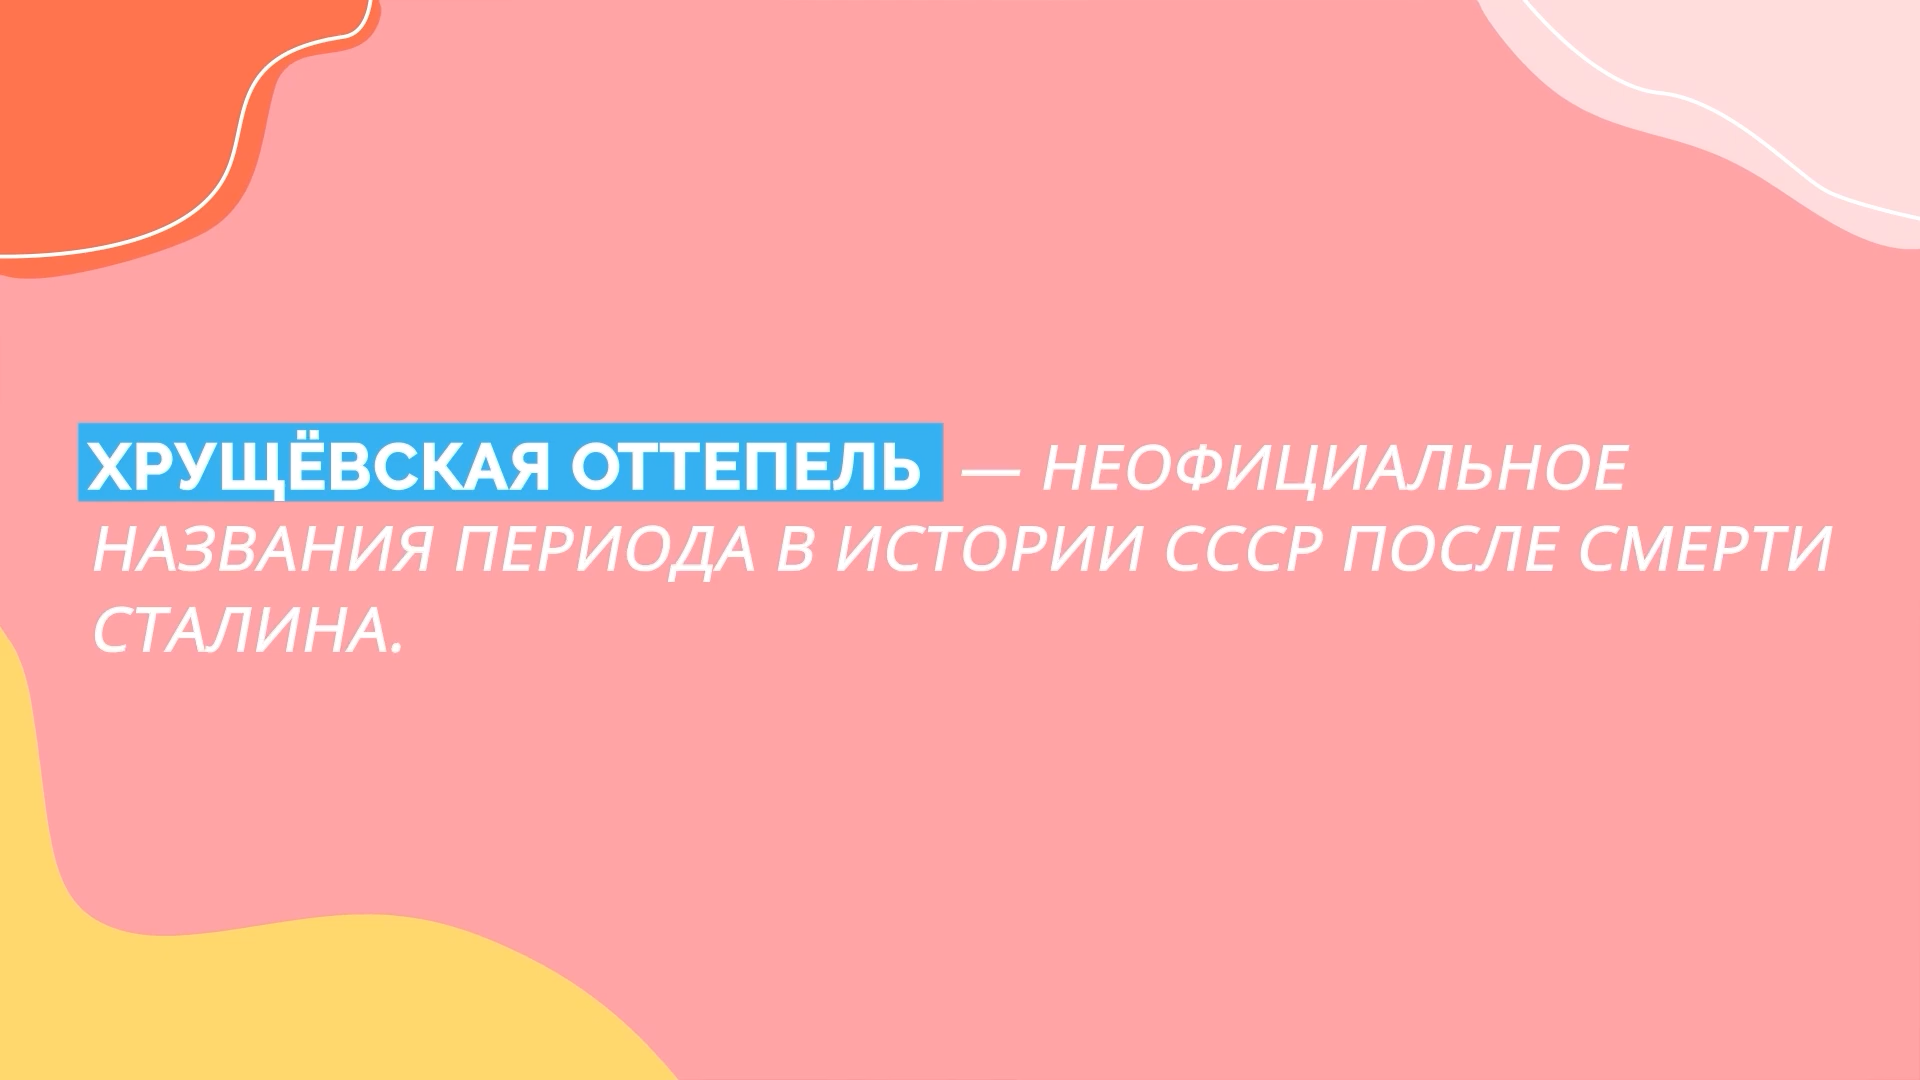 ХРУЩЁВСКАЯ ОТТЕПЕЛЬ — НЕОФИЦИАЛЬНОЕ
НАЗВАНИЯ ПЕРИОДА В ИСТОРИИ СССР ПОСЛЕ СМЕРТИ
СТАЛИНА.